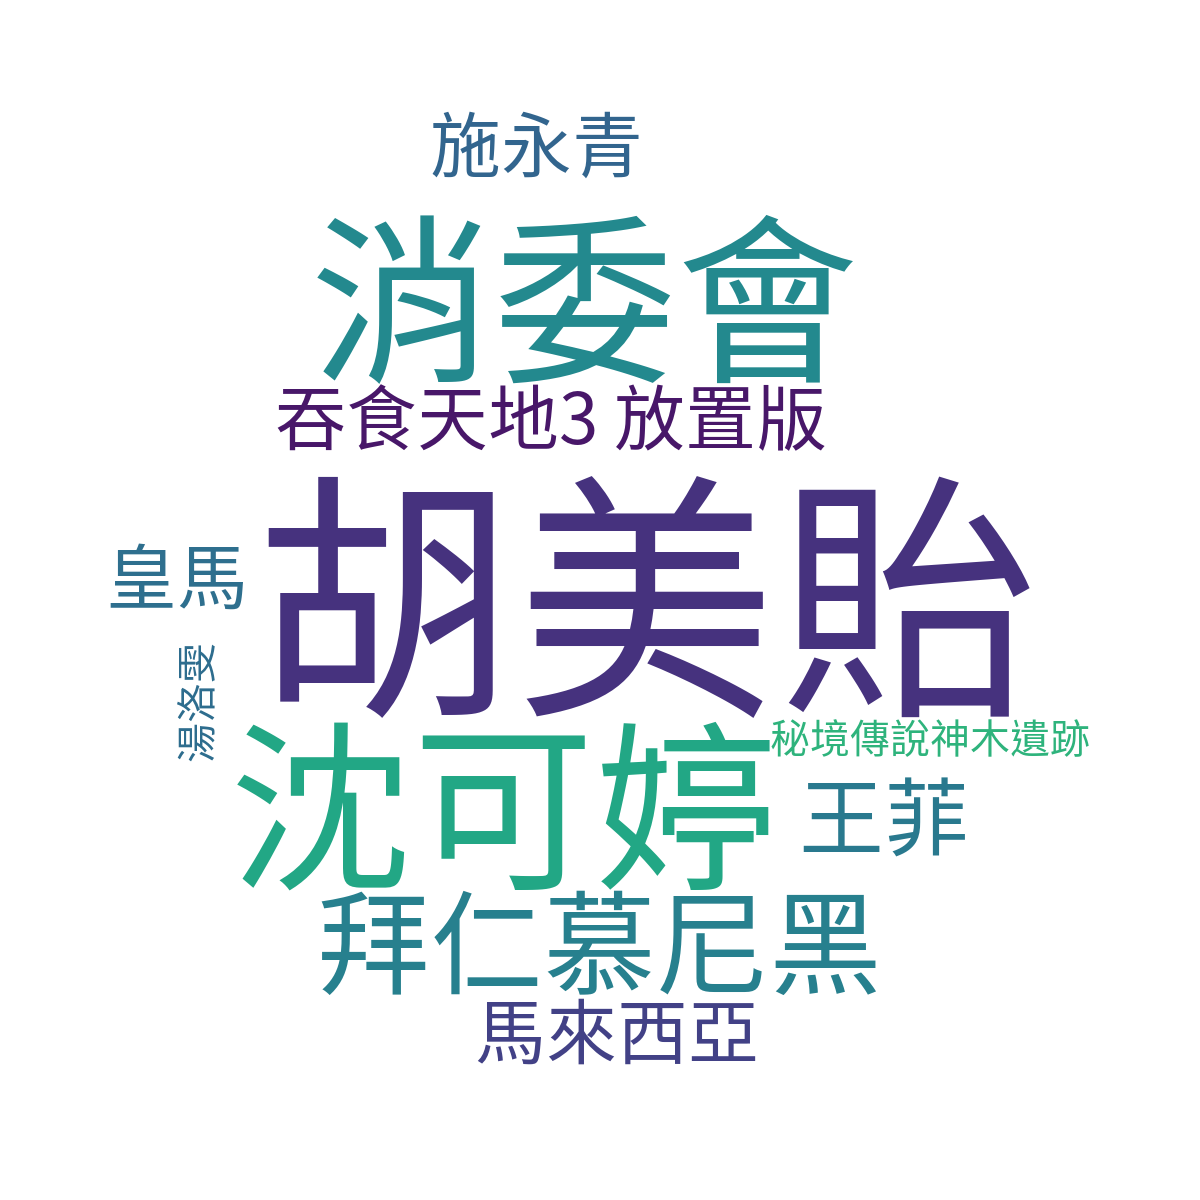 施永青
消委會
吞食天地3 放置版
胡美貽
皇馬
湯洛雯
沈可婷
秘境傳說神木遺跡
王菲
拜仁慕尼黑
馬來西亞